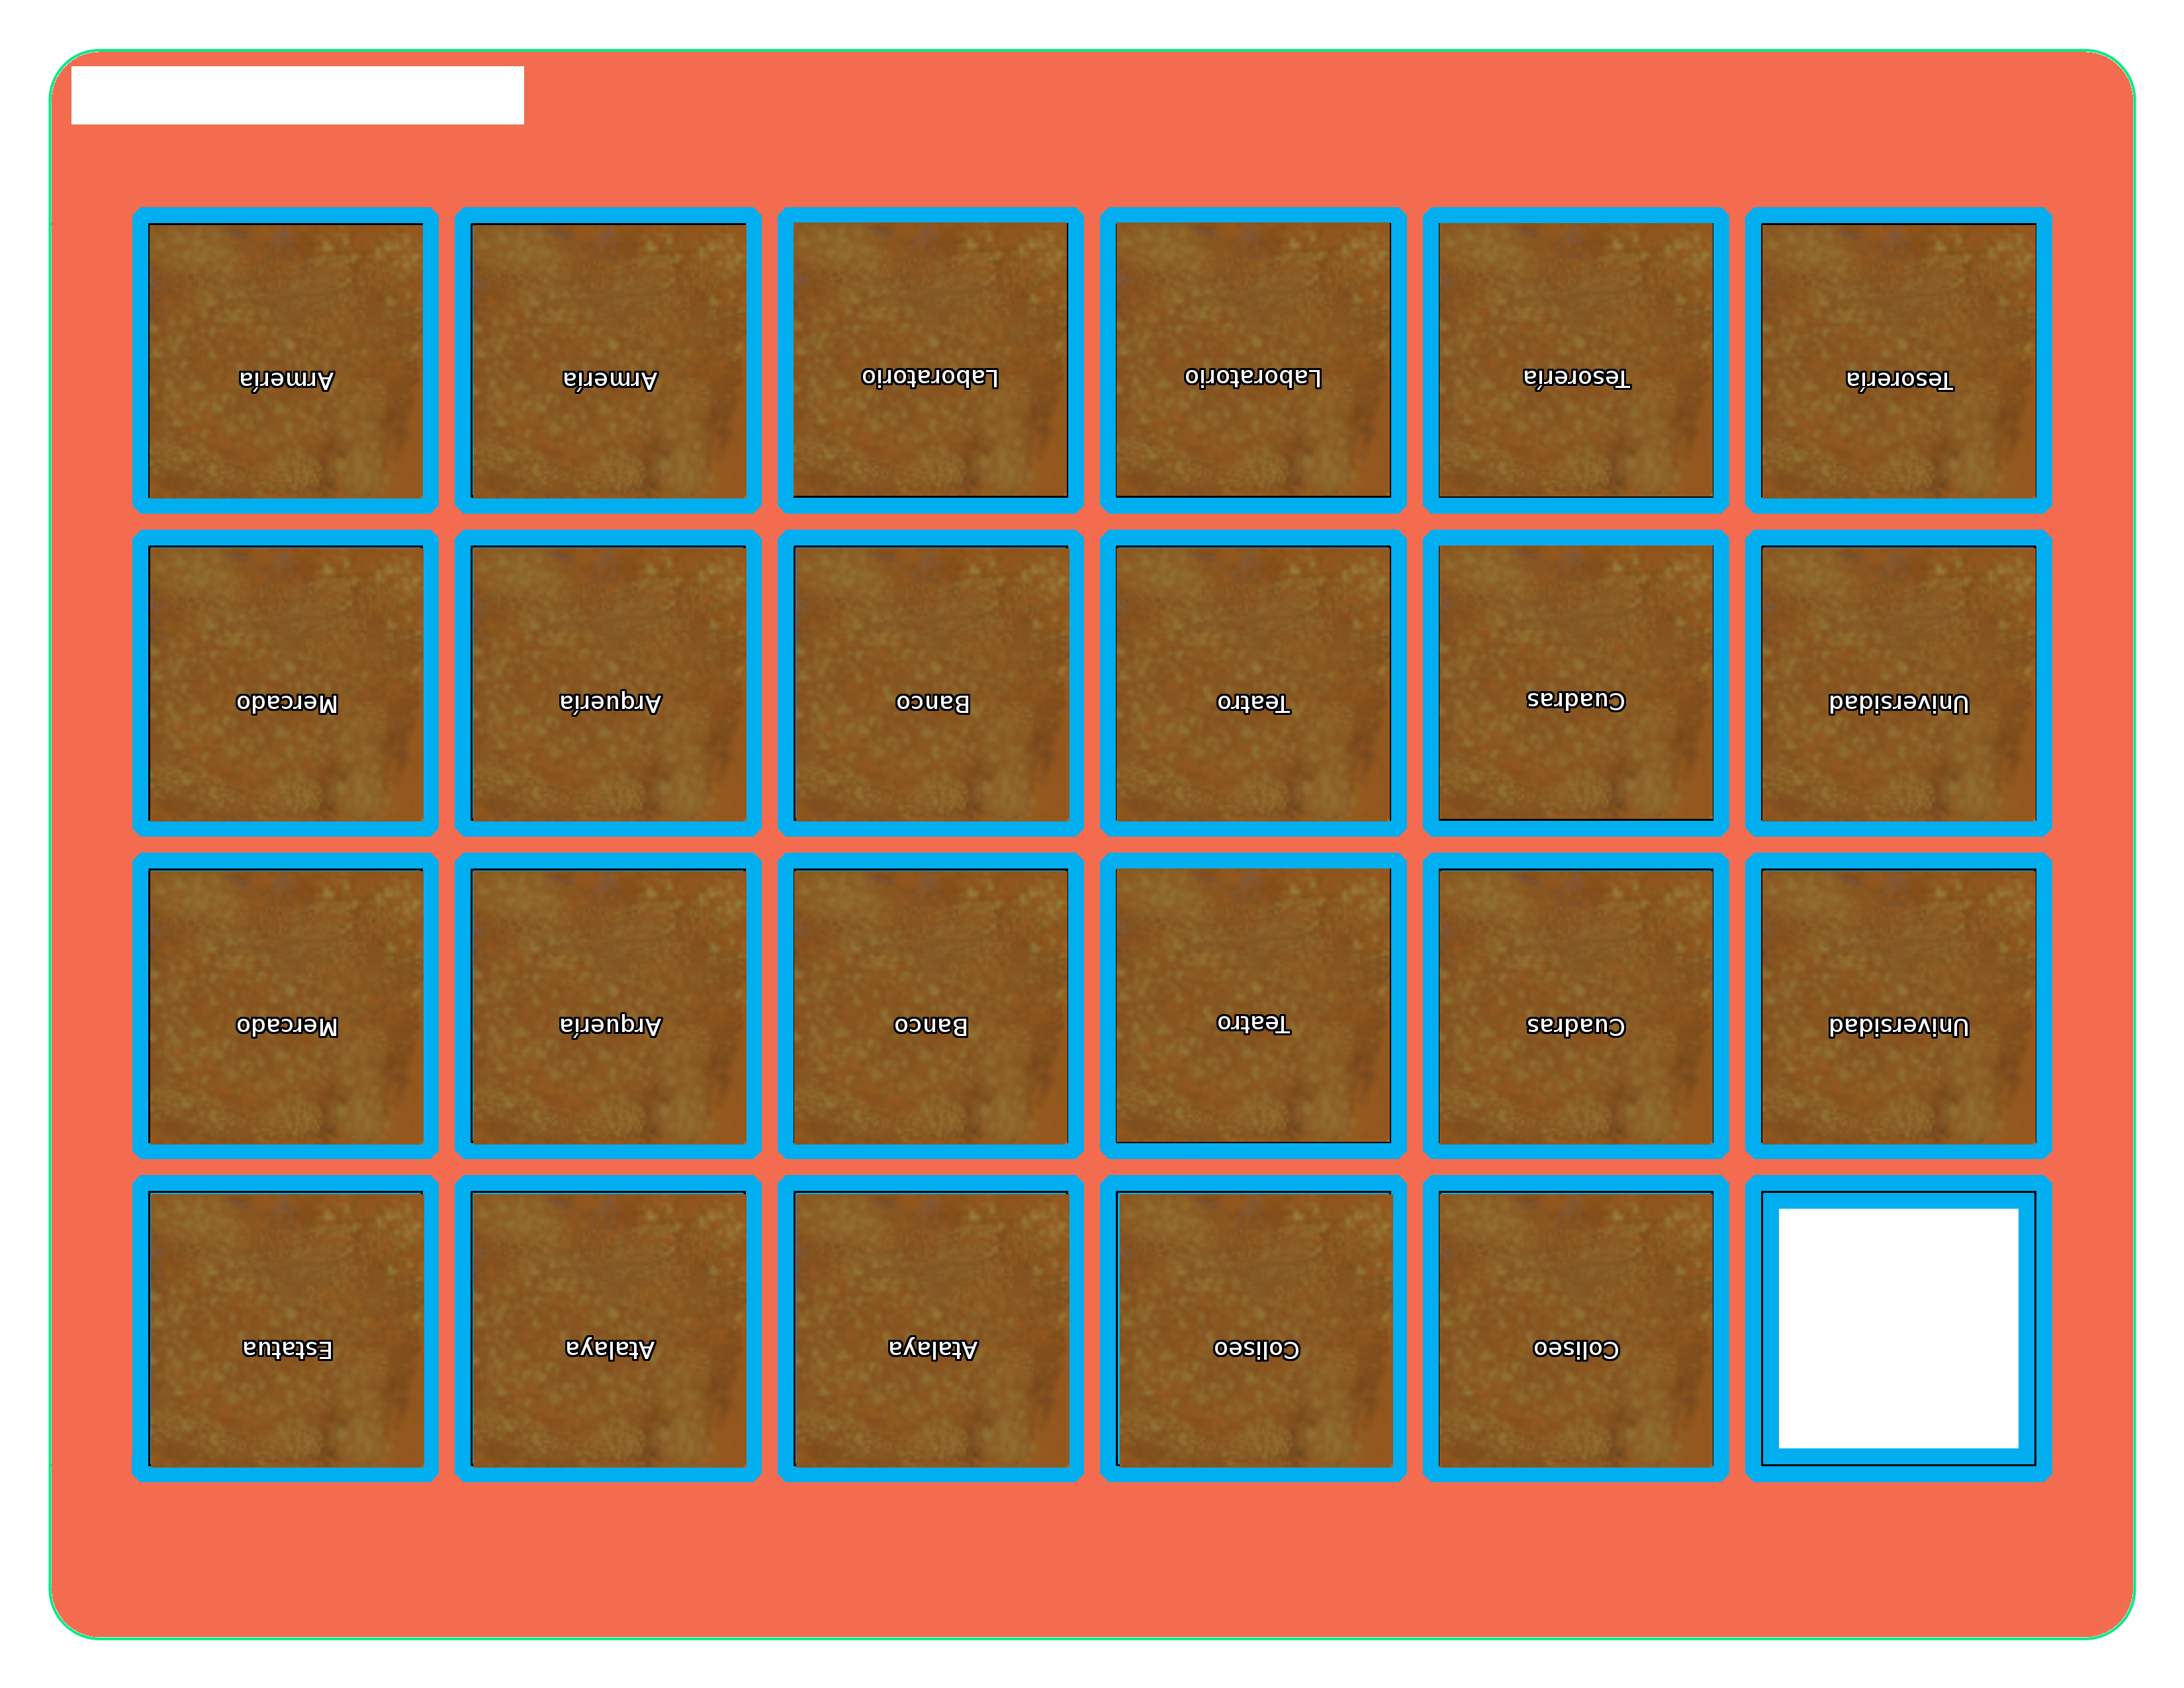 Armería
Armería
Laboratorio
Laboratorio
Tesorería
Tesorería
Mercado
Arquería
Banco
Teatro
Cuadras
Universidad
Mercado
Arquería
Banco
Teatro
Cuadras
Universidad
Estatua
Atalaya
Atalaya
Coliseo
Coliseo